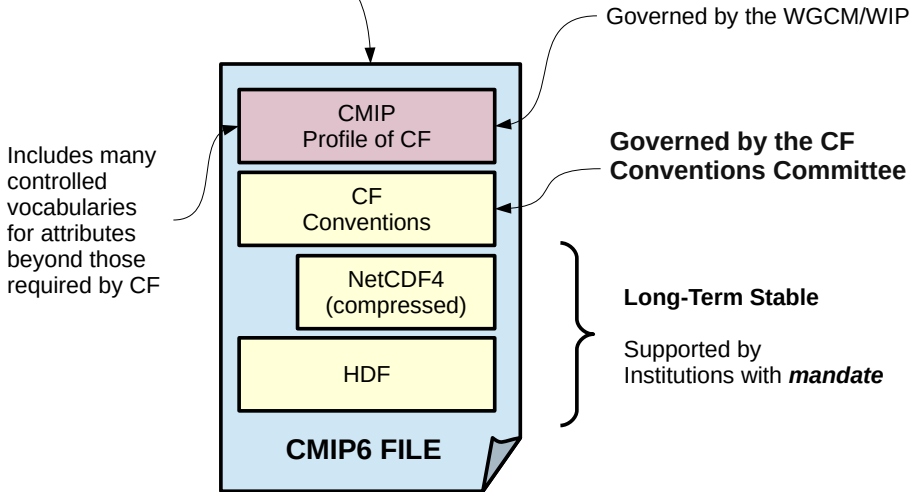 Governed by the WGCM/WIP
CMIP
Profile of CF
Includes many
controlled
vocabularies
for attributes
beyond those
required by CF
Governed by the CF
Conventions Committee
CF
Conventions
NetCDF4
(compressed)
Long-Term Stable
Supported by
Institutions with mandate
HDF
CMIP6 FILE